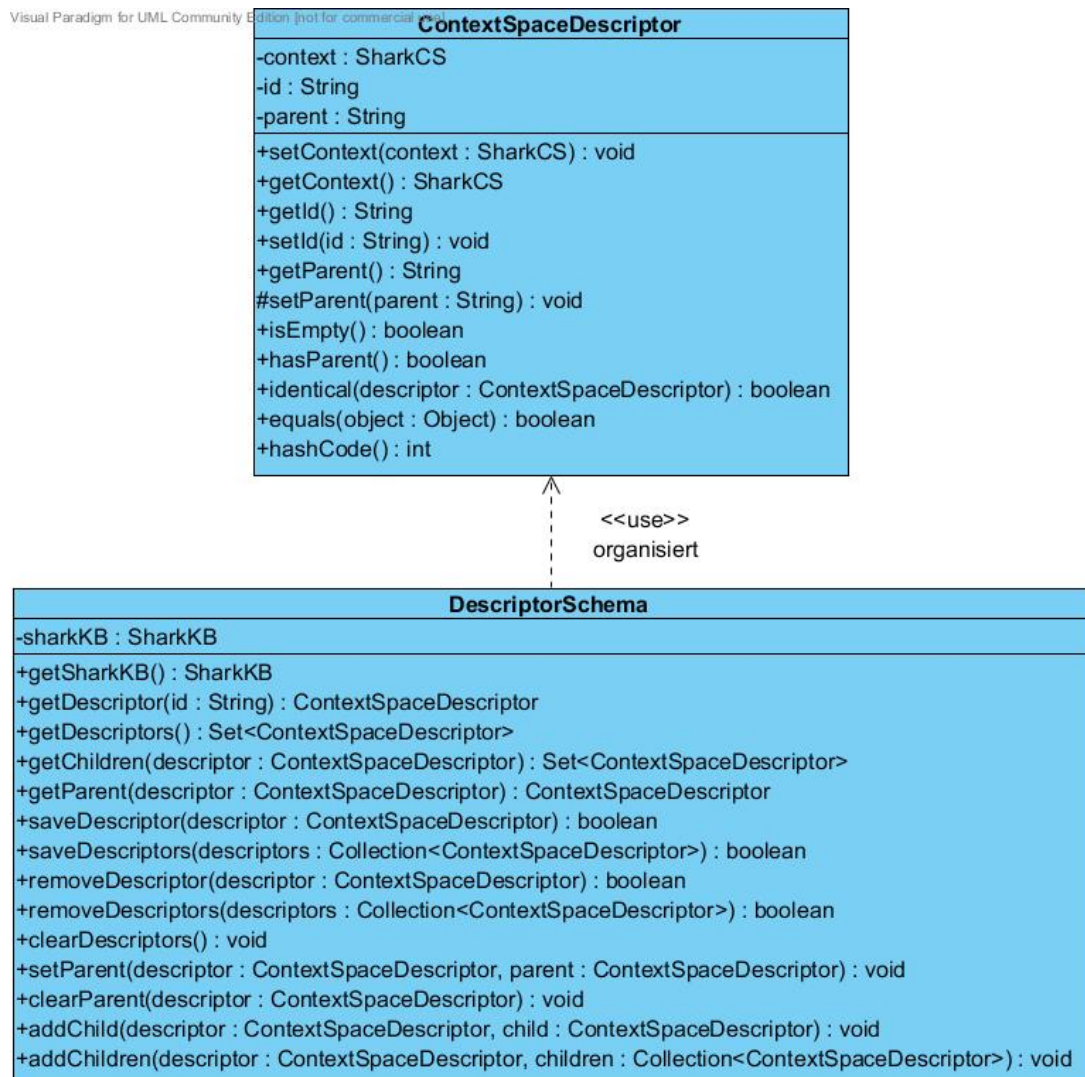 Visual Paradigm for UML Community Edition [not for commercial use]
ContextSpaceDescriptor
-context : SharkCS
-id : String
-parent : String
+setContext(context : SharkCS) : void
+getContext() : SharkCS
+getId() : String
+setId(id : String) : void
+getParent() : String
#setParent(parent : String) : void
+isEmpty() : boolean
+hasParent() : boolean
+identical(descriptor : ContextSpaceDescriptor) : boolean
+equals(object : Object) : boolean
+hashCode() : int
<<use>>
organisiert
DescriptorSchema
-sharkKB : SharkKB
+getSharkKB() : SharkKB
+getDescriptor(id : String) : ContextSpaceDescriptor
+getDescriptors() : Set<ContextSpaceDescriptor>
+getChildren(descriptor : ContextSpaceDescriptor) : Set<ContextSpaceDescriptor>
+getParent(descriptor : ContextSpaceDescriptor) : ContextSpaceDescriptor
+saveDescriptor(descriptor : ContextSpaceDescriptor) : boolean
+saveDescriptors(descriptors : Collection<ContextSpaceDescriptor>) : boolean
+removeDescriptor(descriptor : ContextSpaceDescriptor) : boolean
+removeDescriptors(descriptors : Collection<ContextSpaceDescriptor>) : boolean
+clearDescriptors() : void
+setParent(descriptor : ContextSpaceDescriptor, parent : ContextSpaceDescriptor) : void
+clearParent(descriptor : ContextSpaceDescriptor) : void
+addChild(descriptor : ContextSpaceDescriptor, child : ContextSpaceDescriptor) : void
+addChildren(descriptor : ContextSpaceDescriptor, children : Collection<ContextSpaceDescriptor>) : void